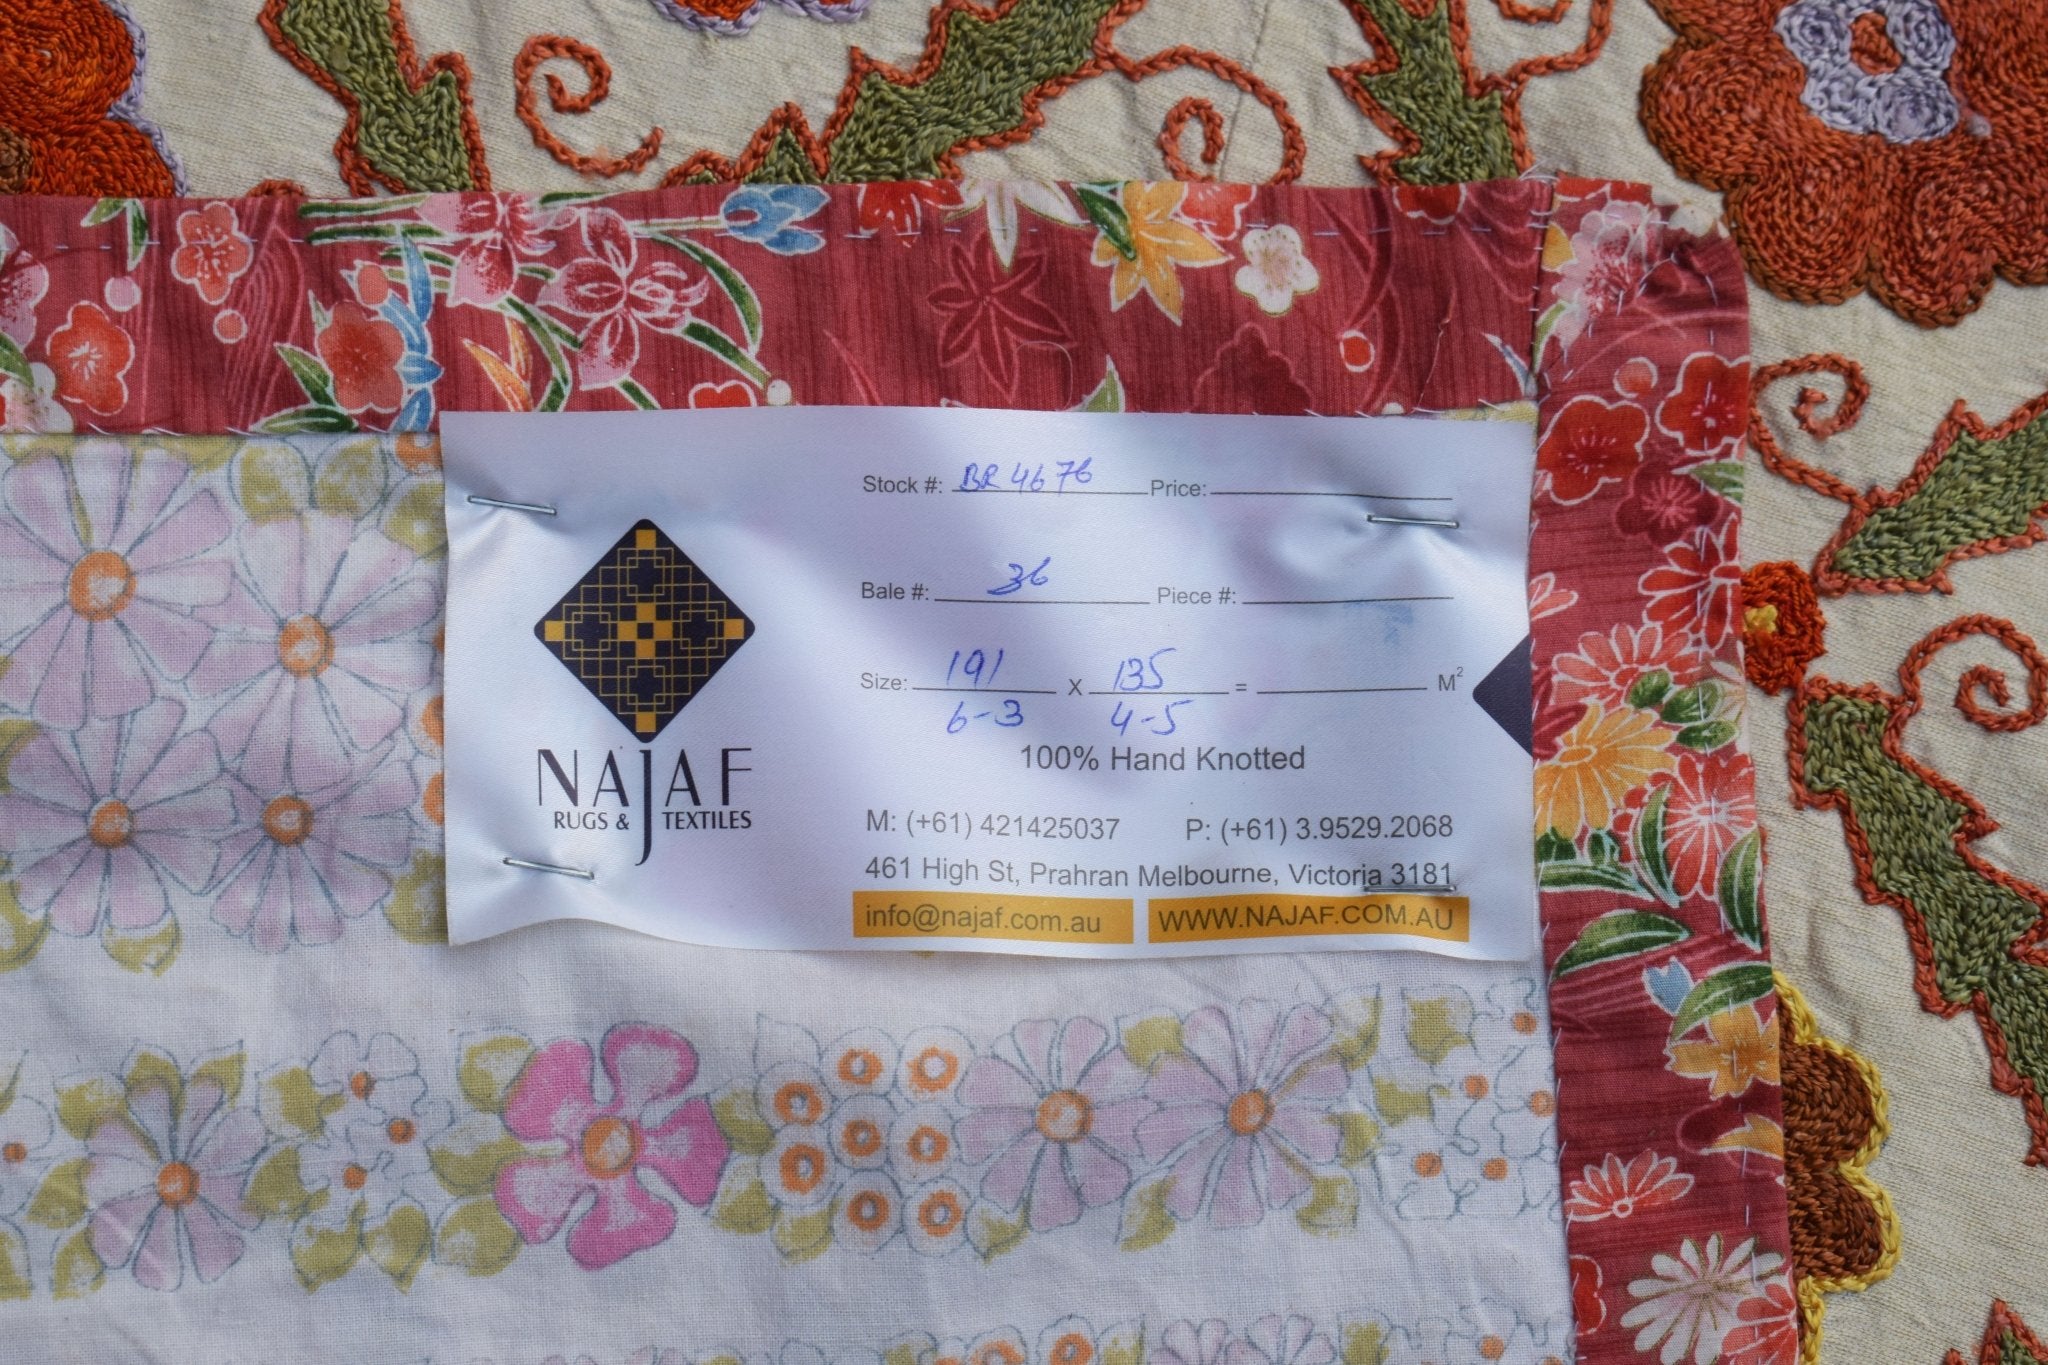 Stock #: BR 4676 Price:
Bale #: 36 Piece #:
Size: 191 x 135 = M²
6-3 4-5
100% Hand Knotted
NAJAF
RUGS & TEXTILES
M: (+61) 421425037 P: (+61) 3.9529.2068
461 High St, Prahran Melbourne, Victoria 3181
info@najaf.com.au WWW.NAJAF.COM.AU